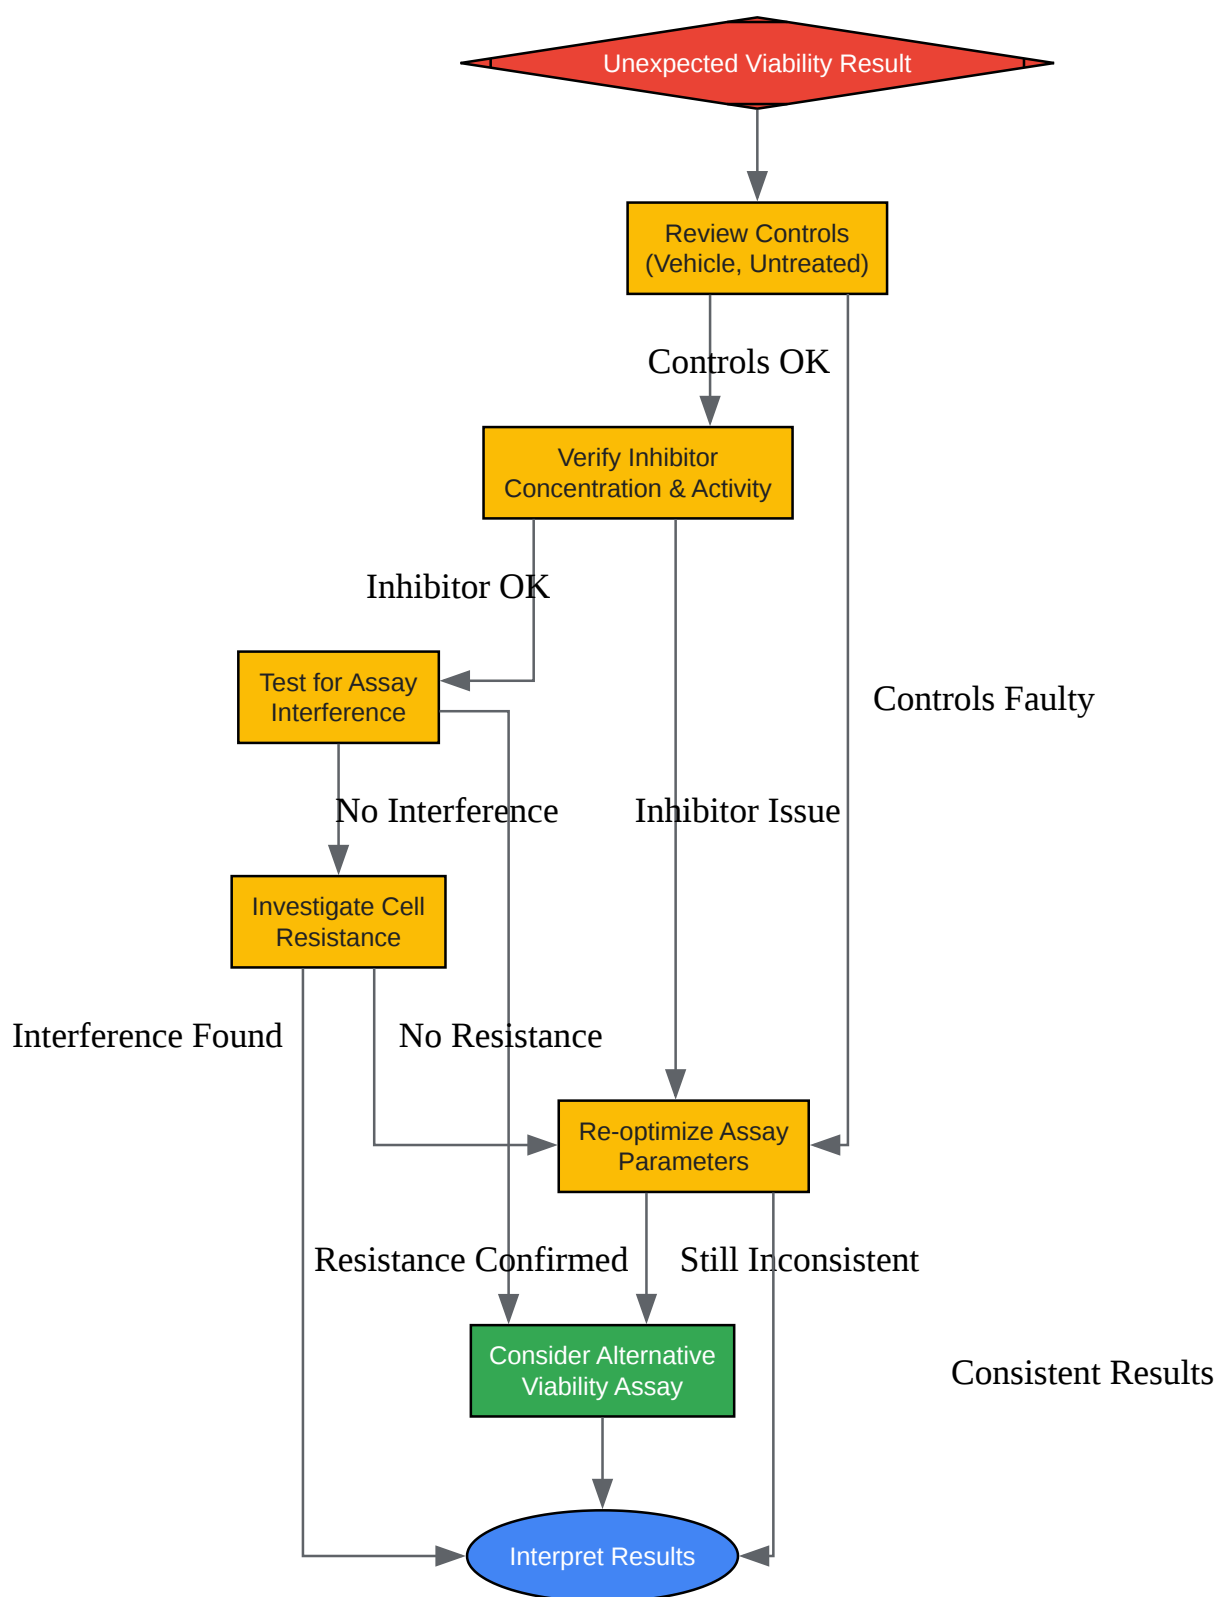 Unexpected Viability Result
Review Controls
(Vehicle, Untreated)
Controls OK
Verify Inhibitor
Concentration & Activity
Inhibitor OK
Test for Assay
Interference
Controls Faulty
No Interference
Inhibitor Issue
Investigate Cell
Resistance
Interference Found
No Resistance
Re-optimize Assay
Parameters
Resistance Confirmed
Still Inconsistent
Consider Alternative
Viability Assay
Consistent Results
Interpret Results